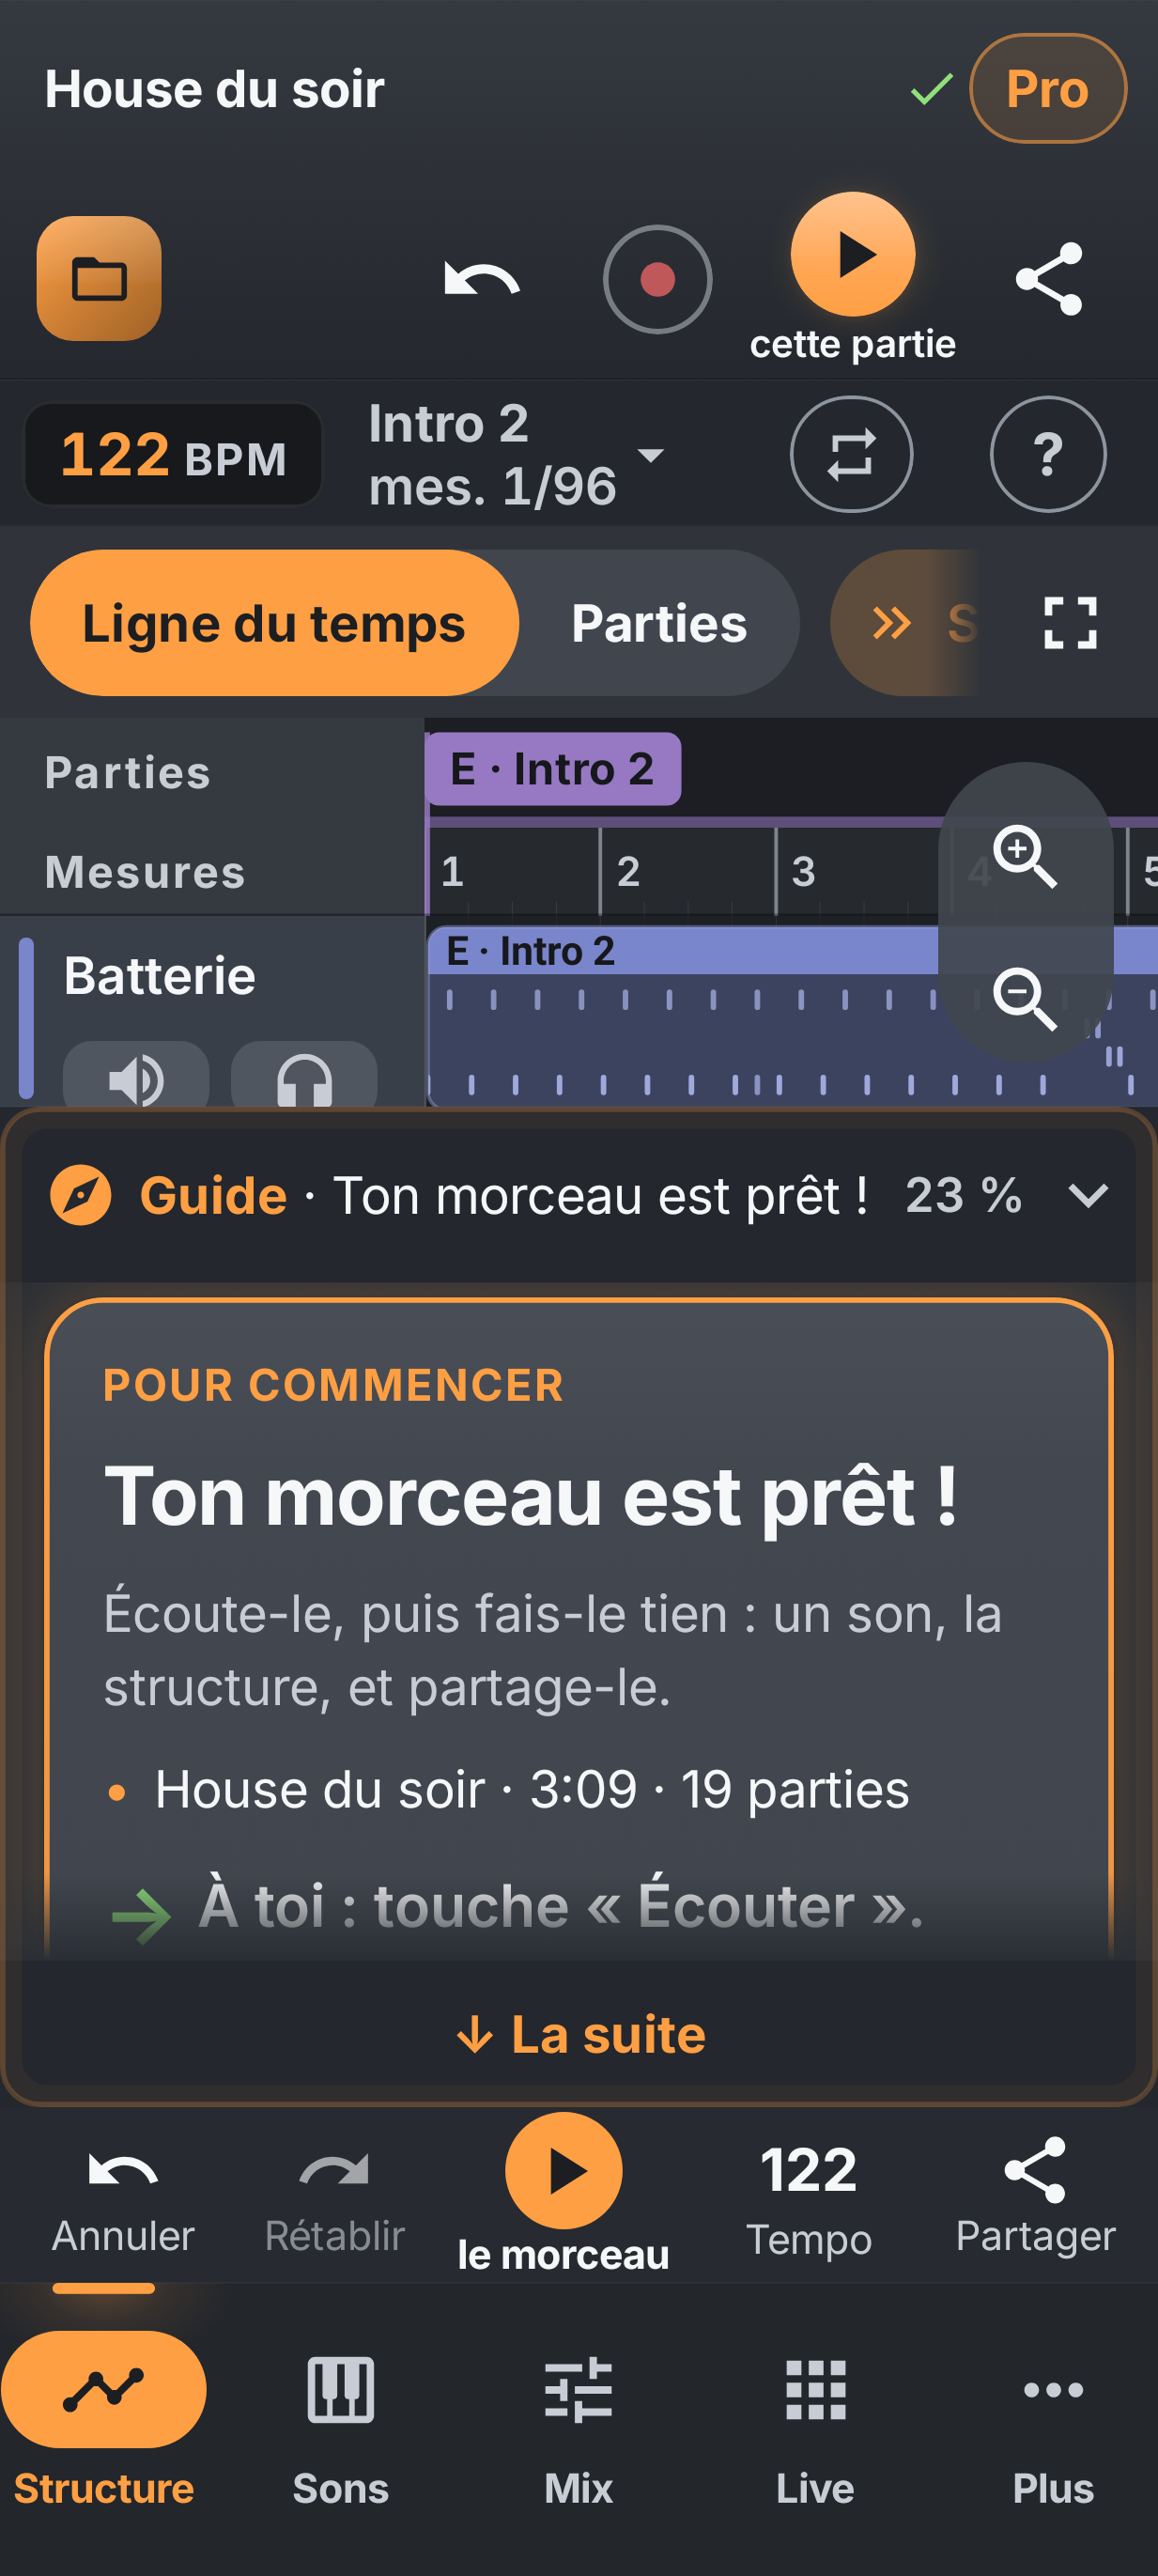 House du soir
Pro
cette partie
122 BPM
Intro 2
mes. 1/96
?
Ligne du temps
Parties
S
Parties
E · Intro 2
Mesures
1 2 3 4 5
Batterie
E · Intro 2
Guide · Ton morceau est prêt ! 23 %
POUR COMMENCER
Ton morceau est prêt !
Écoute-le, puis fais-le tien : un son, la
structure, et partage-le.
• House du soir · 3:09 · 19 parties
→ À toi : touche « Écouter ».
↓ La suite
Annuler
Rétablir
le morceau
122
Tempo
Partager
Structure
Sons
Mix
Live
Plus